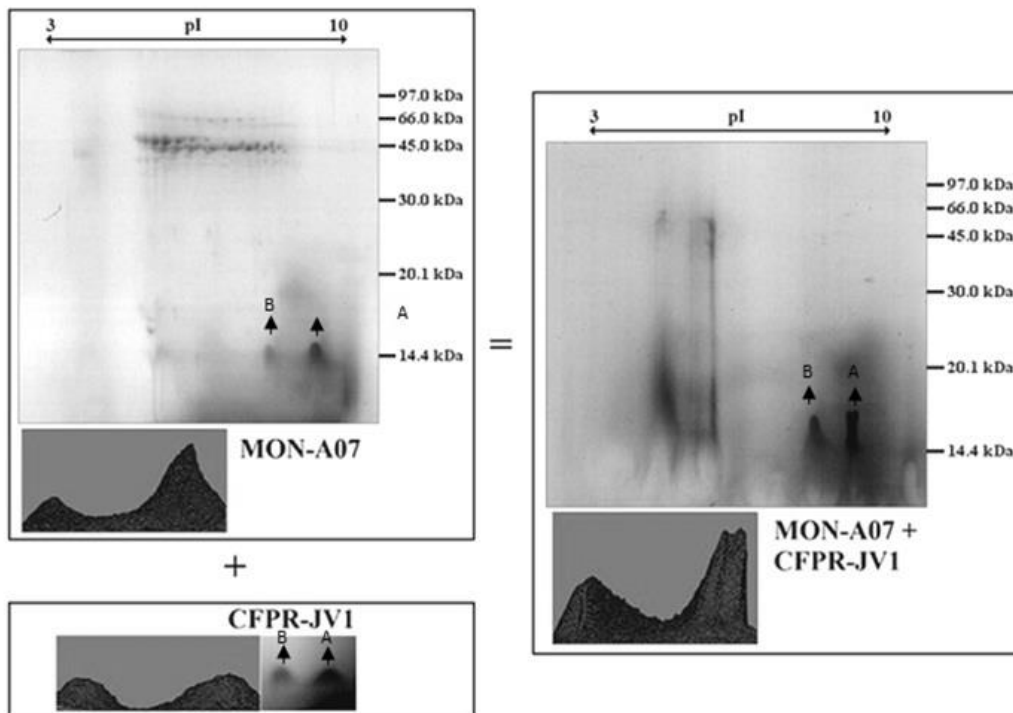 3 10
pI
97.0 kDa
66.0 kDa
45.0 kDa
30.0 kDa
20.1 kDa
B A
14.4 kDa
MON-A07
+
CFPR-JV1
B A
=
3 10
pI
97.0 kDa
66.0 kDa
45.0 kDa
30.0 kDa
20.1 kDa
B A
14.4 kDa
MON-A07 +
CFPR-JV1